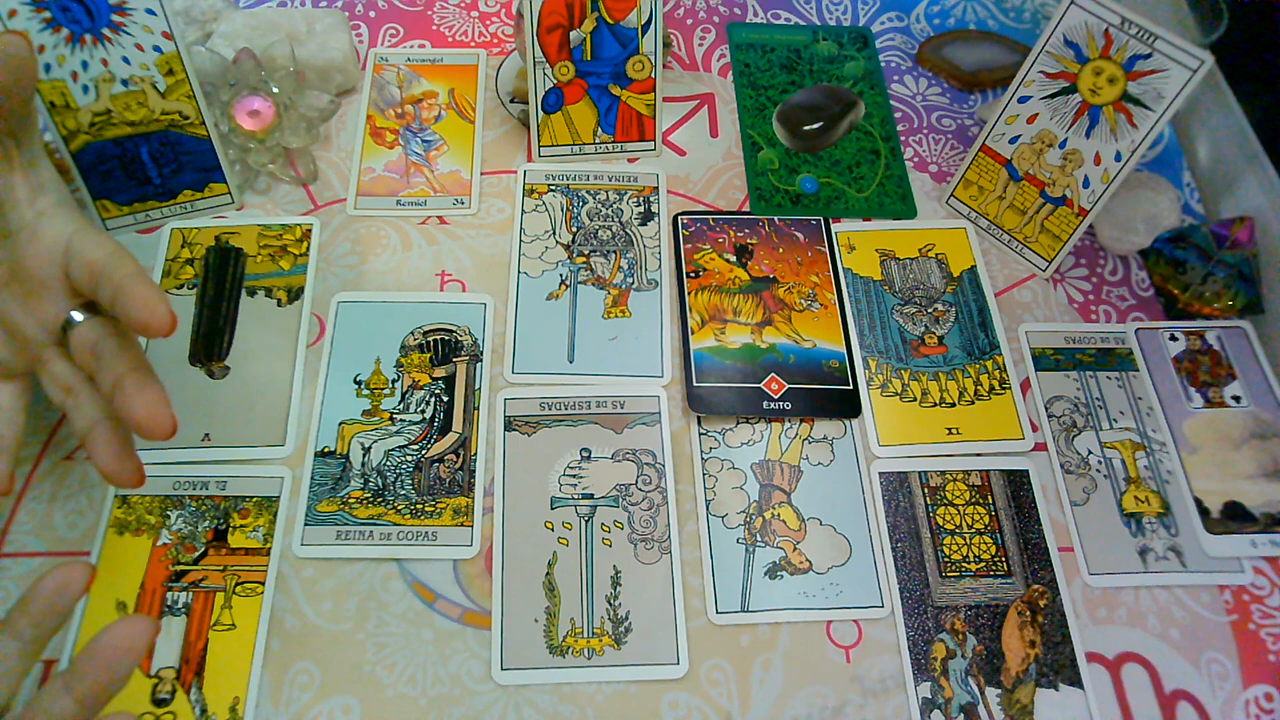 LA LUNE
34 Arcangel
Remiel 34
LE PAPE
XVIIII
LE SOLEIL
REINA DE ESPADAS
6
ÉXITO
AS DE COPAS
V
REINA DE COPAS
AS DE ESPADAS
IX
EL MAGO